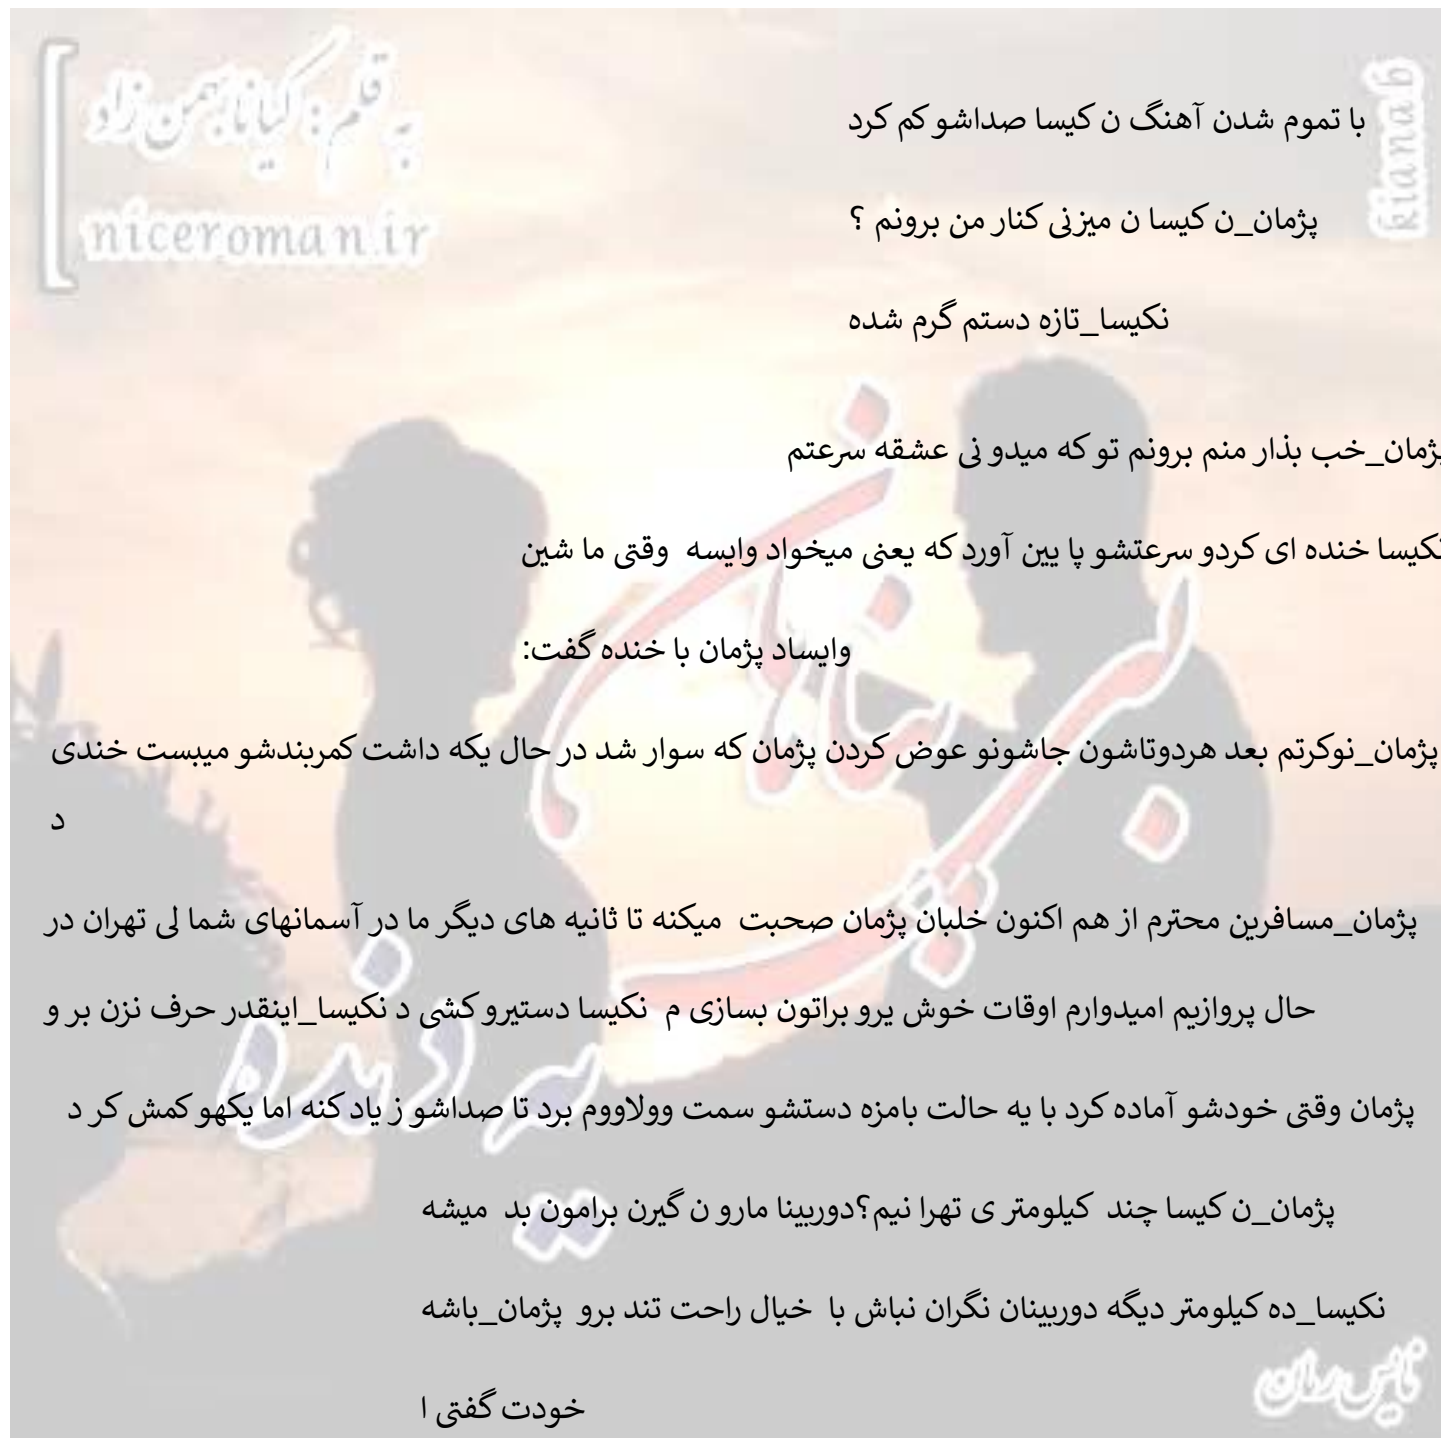 به قلم : کیانا بهمن زاد
niceroman.ir
kiana b
با تموم شدن آهنگ ن کیسا صداشو کم کرد
پژمان_ن کیسا ن میزنی کنار من برونم ؟
نکیسا_تازه دستم گرم شده
پژمان_خب بذار منم برونم تو که میدو نی عشقه سرعتم
نکیسا خنده ای کردو سرعتشو پا یین آورد که یعنی میخواد وایسه وقتی ما شین
وایساد پژمان با خنده گفت:
پژمان_نوکرتم بعد هردوتاشون جاشونو عوض کردن پژمان که سوار شد در حال یکه داشت کمربندشو میبست خندی
د
پژمان_مسافرین محترم از هم اکنون خلبان پژمان صحبت میکنه تا ثانیه های دیگر ما در آسمانهای شما لی تهران در
حال پروازیم امیدوارم اوقات خوش یرو براتون بسازی م نکیسا دستیرو کشی د نکیسا_اینقدر حرف نزن بر و
پژمان وقتی خودشو آماده کرد با یه حالت بامزه دستشو سمت وولاووم برد تا صداشو ز یاد کنه اما یکهو کمش کر د
پژمان_ن کیسا چند کیلومتر ی تهرا نیم؟دوربینا مارو ن گیرن برامون بد میشه
نکیسا_ده کیلومتر دیگه دوربینان نگران نباش با خیال راحت تند برو پژمان_باشه
خودت گفتی ا
نایس رمان